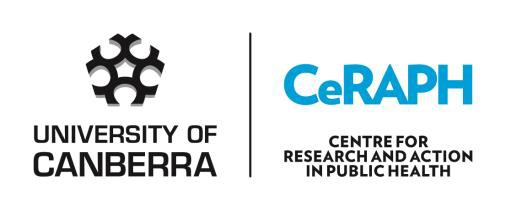 UNIVERSITY OF
CANBERRA
CeRAPH
CENTRE FOR
RESEARCH AND ACTION
IN PUBLIC HEALTH